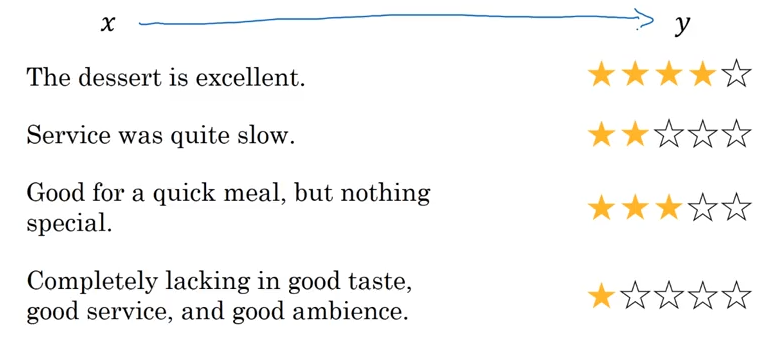 x y
The dessert is excellent.
Service was quite slow.
Good for a quick meal, but nothing
special.
Completely lacking in good taste,
good service, and good ambience.